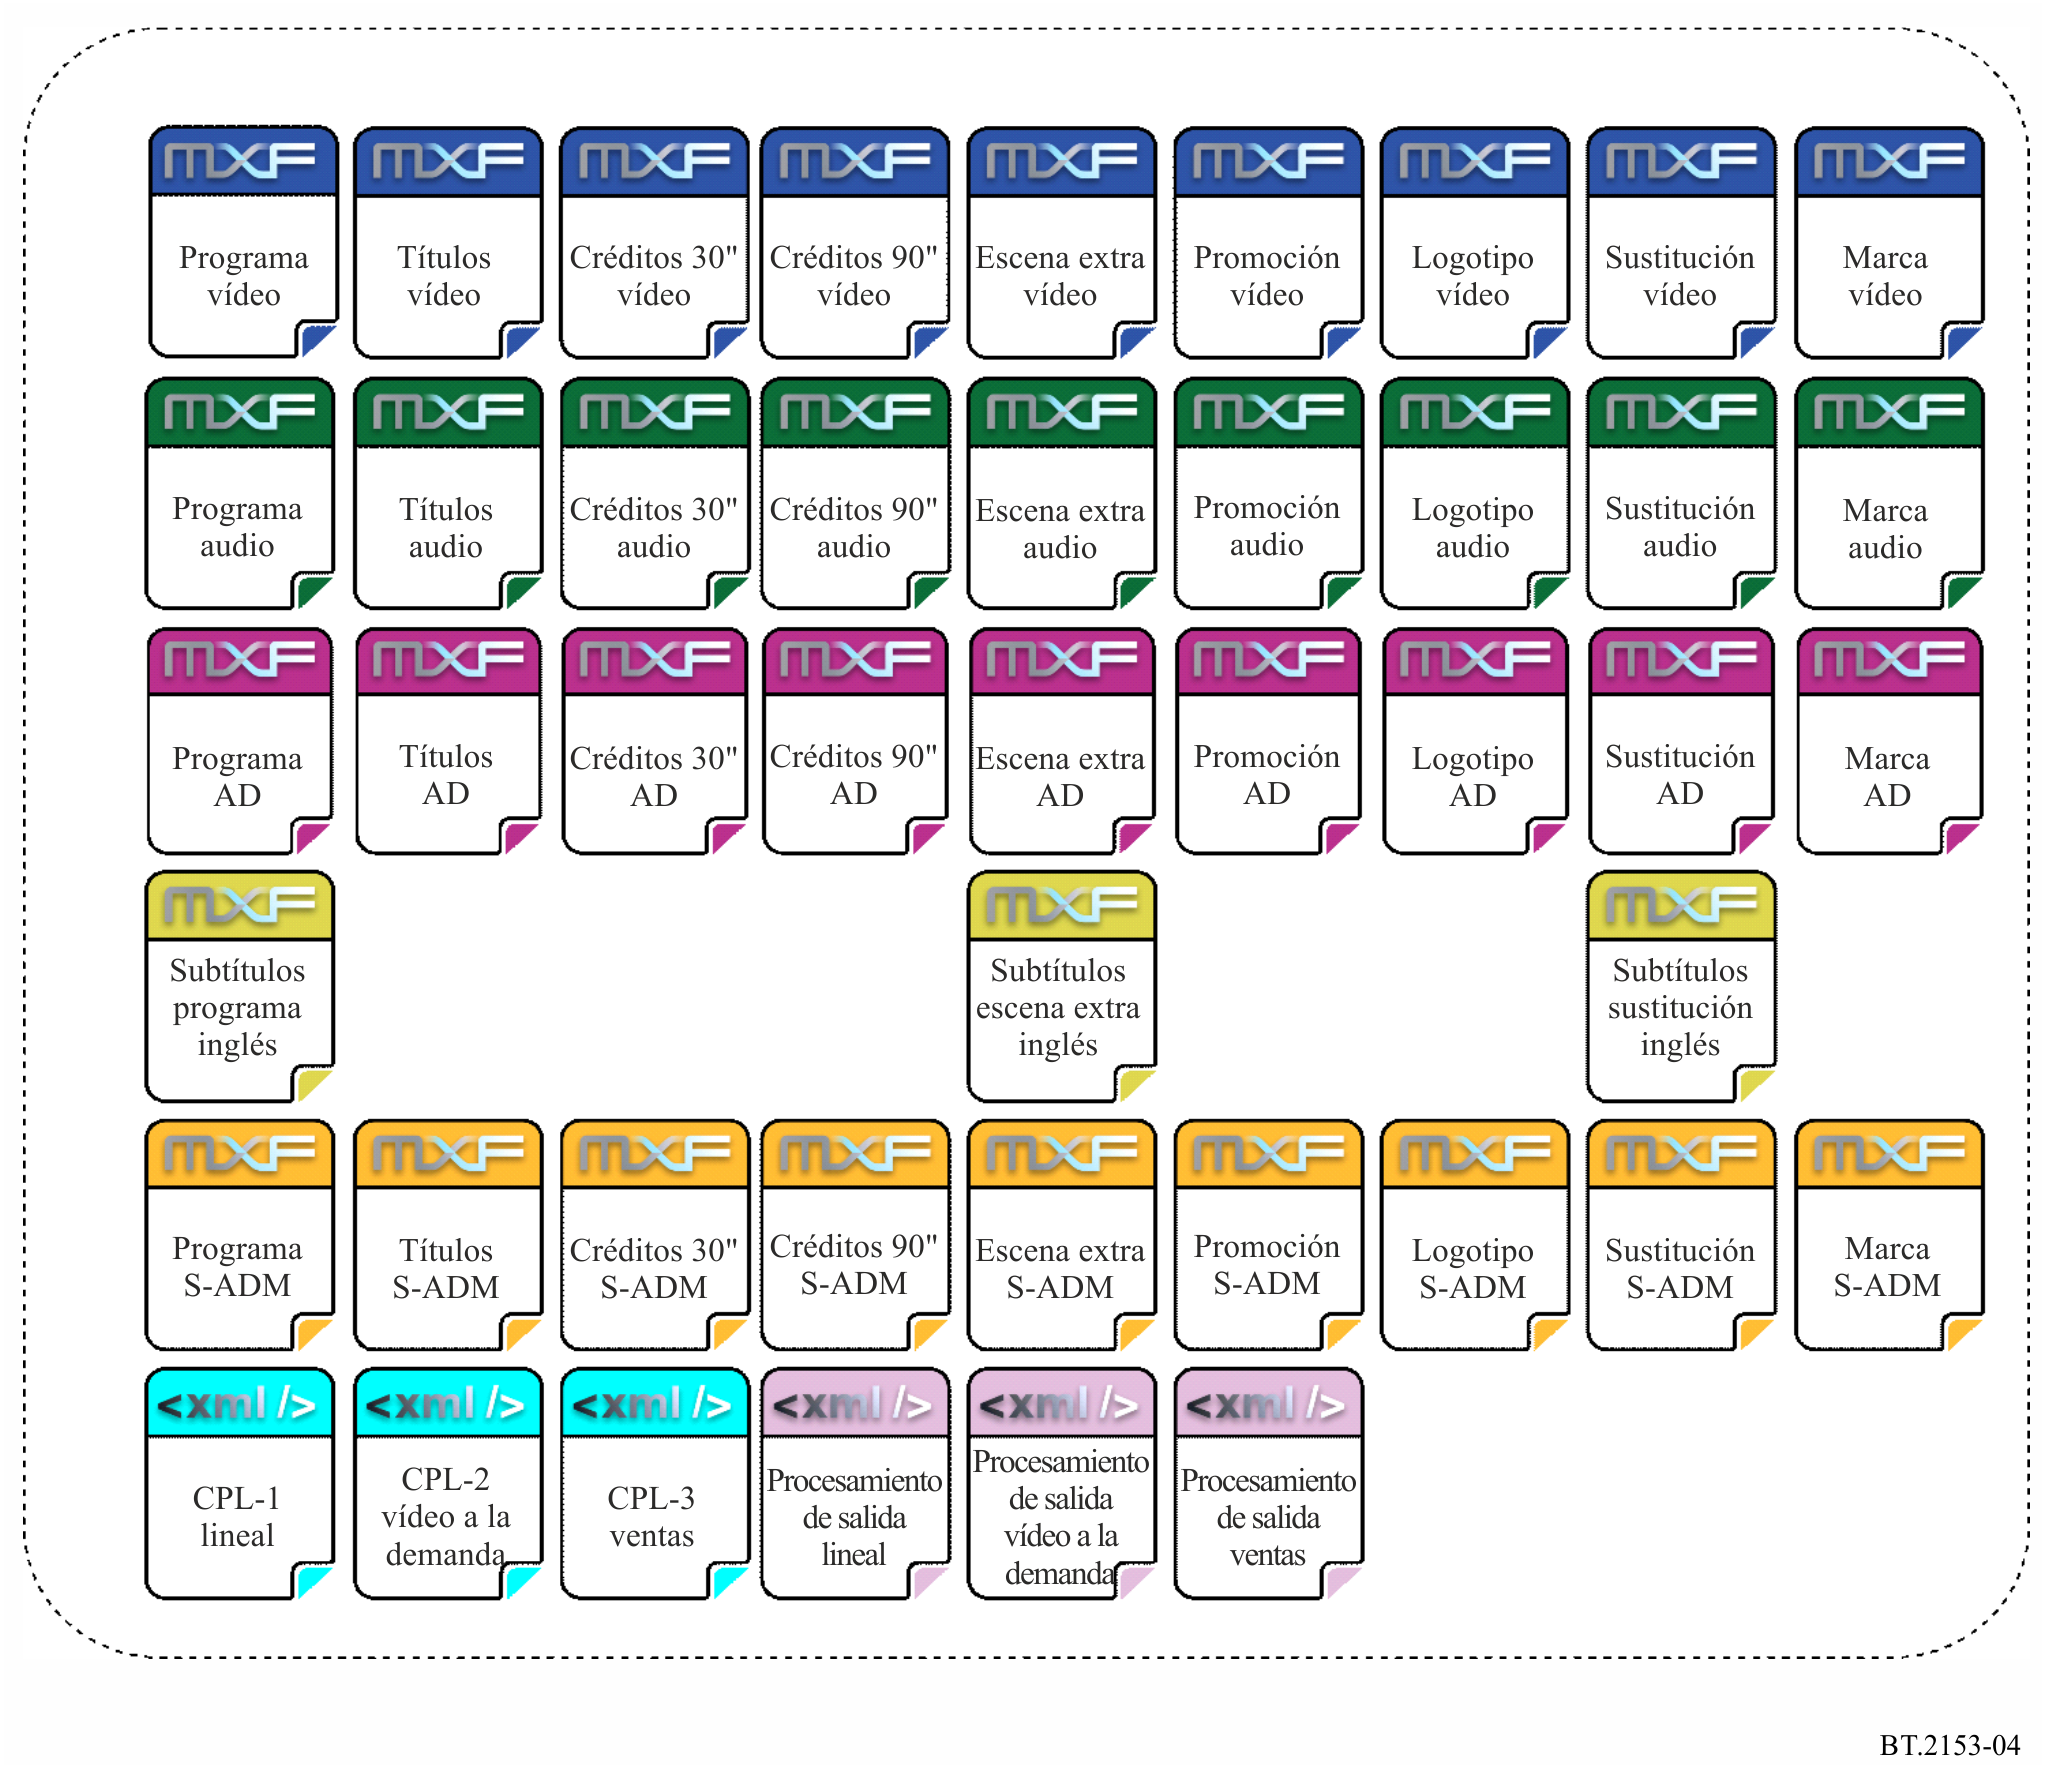 MXF MXF MXF MXF MXF MXF MXF MXF MXF
Programa
vídeo
Títulos
vídeo
Créditos 30"
vídeo
Créditos 90"
vídeo
Escena extra
vídeo
Promoción
vídeo
Logotipo
vídeo
Sustitución
vídeo
Marca
vídeo
MXF MXF MXF MXF MXF MXF MXF MXF MXF
Programa
audio
Títulos
audio
Créditos 30"
audio
Créditos 90"
audio
Escena extra
audio
Promoción
audio
Logotipo
audio
Sustitución
audio
Marca
audio
MXF MXF MXF MXF MXF MXF MXF MXF MXF
Programa
AD
Títulos
AD
Créditos 30"
AD
Créditos 90"
AD
Escena extra
AD
Promoción
AD
Logotipo
AD
Sustitución
AD
Marca
AD
MXF MXF MXF
Subtítulos
programa
inglés
Subtítulos
escena extra
inglés
Subtítulos
sustitución
inglés
MXF MXF MXF MXF MXF MXF MXF MXF MXF
Programa
S-ADM
Títulos
S-ADM
Créditos 30"
S-ADM
Créditos 90"
S-ADM
Escena extra
S-ADM
Promoción
S-ADM
Logotipo
S-ADM
Sustitución
S-ADM
Marca
S-ADM
<xml /> <xml /> <xml /> <xml /> <xml /> <xml />
CPL-1
lineal
CPL-2
vídeo a la
demanda
CPL-3
ventas
Procesamiento
de salida
lineal
Procesamiento
de salida
vídeo a la
demanda
Procesamiento
de salida
ventas
BT.2153-04